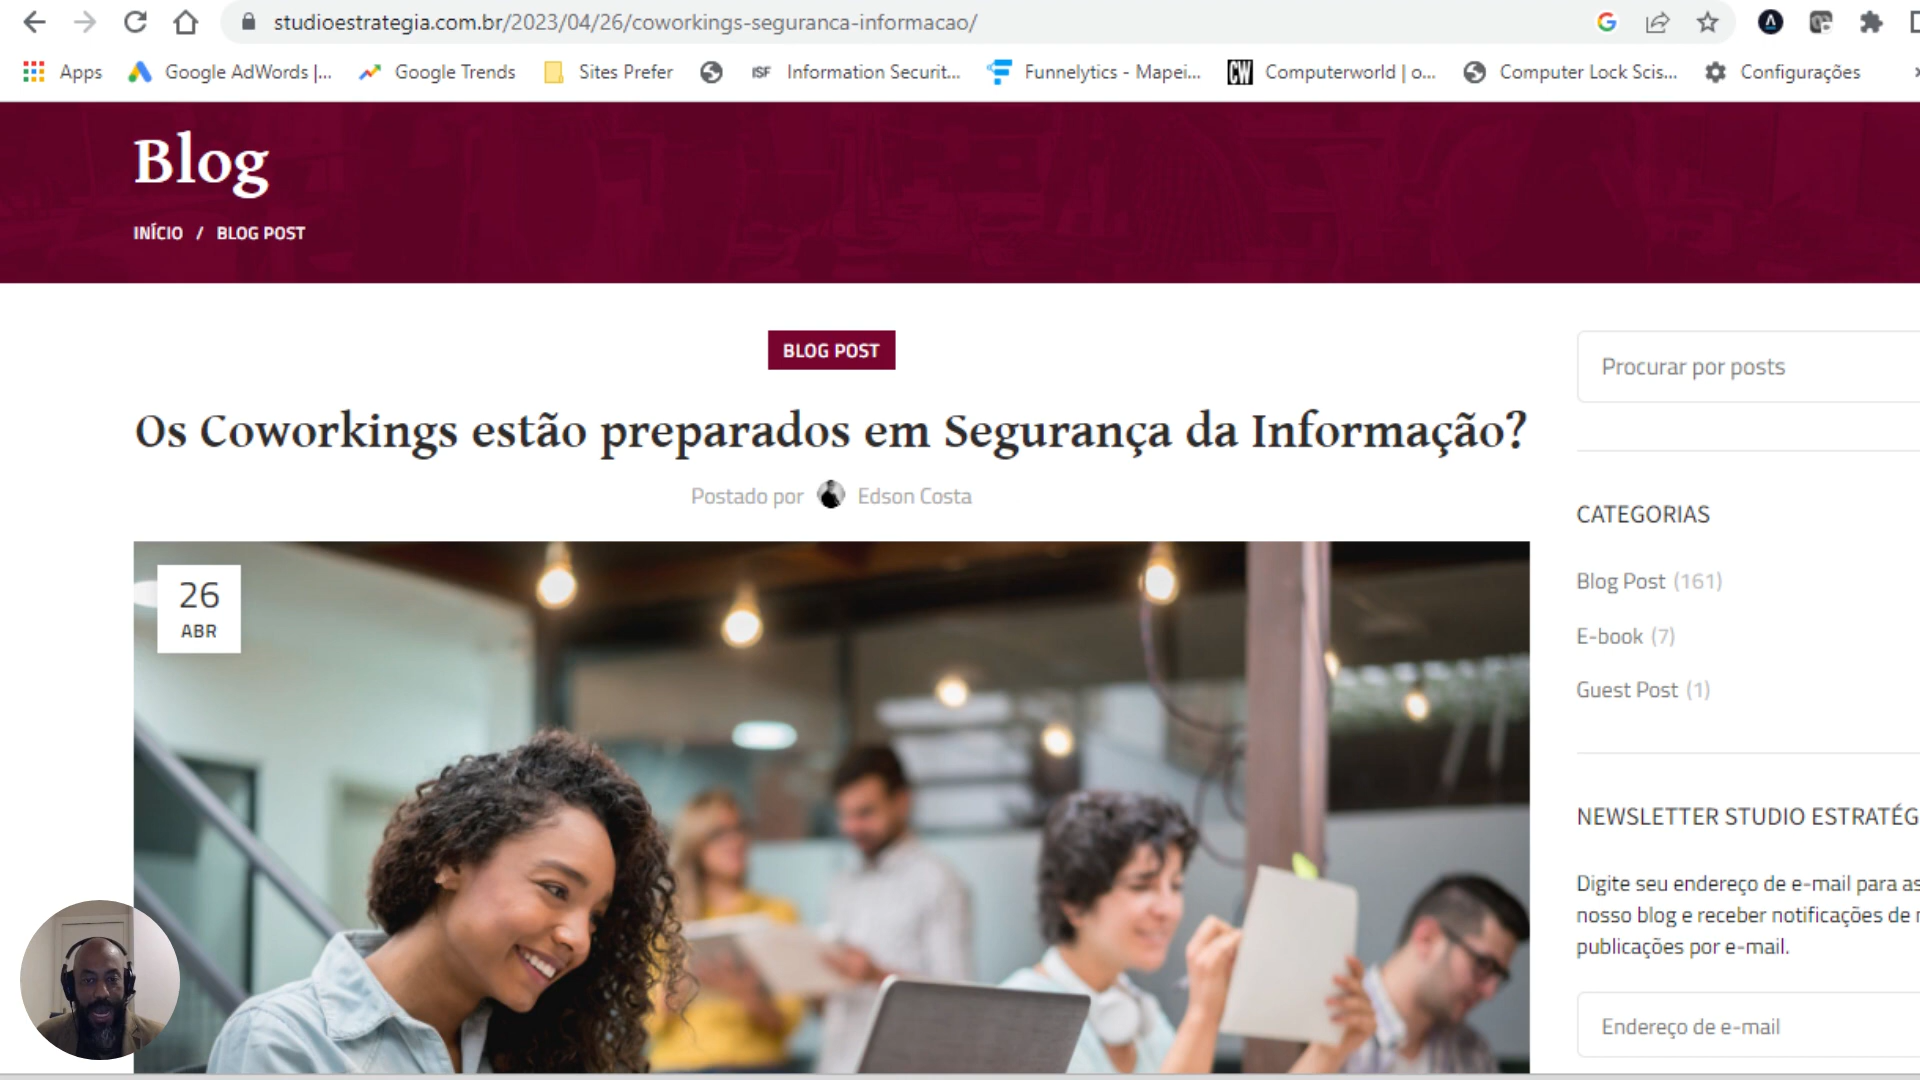 studioestrategia.com.br/2023/04/26/coworkings-seguranca-informacao/
Apps
Google AdWords |...
Google Trends
Sites Prefer
ISF Information Securit...
Funnelytics - Mapei...
CW Computerworld | o...
Computer Lock Scis...
Configurações
Blog
INÍCIO / BLOG POST
BLOG POST
Os Coworkings estão preparados em Segurança da Informação?
Postado por Edson Costa
26
ABR
Procurar por posts
CATEGORIAS
Blog Post (161)
E-book (7)
Guest Post (1)
NEWSLETTER STUDIO ESTRATÉG
Digite seu endereço de e-mail para as
nosso blog e receber notificações de
publicações por e-mail.
Endereço de e-mail